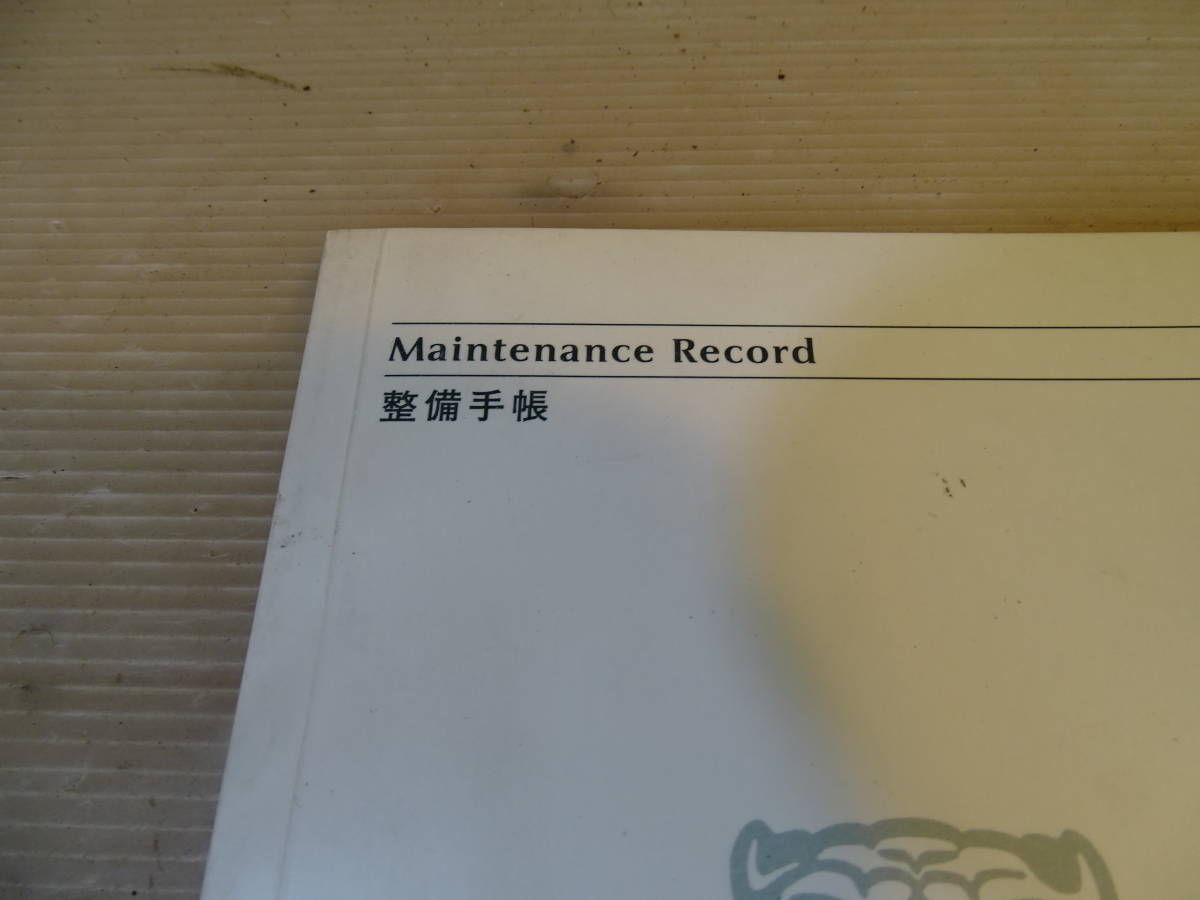 Maintenance Record
整備手帳